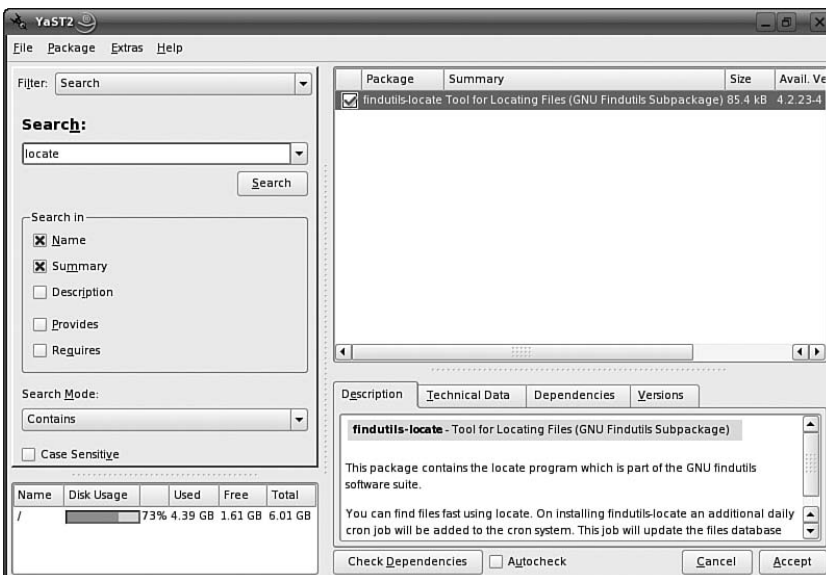 YaST2
File Package Extras Help
Filter: Search
Search:
locate
Search
Search in
Name
Summary
Description
Provides
Requires
Search Mode:
Contains
Case Sensitive
Name Disk Usage Used Free Total
/ 73% 4.39 GB 1.61 GB 6.01 GB
Package Summary Size Avail. Ve
findutils-locate Tool for Locating Files (GNU Findutils Subpackage) 85.4 kB 4.2.23-4
Description Technical Data Dependencies Versions
findutils-locate - Tool for Locating Files (GNU Findutils Subpackage)
This package contains the locate program which is part of the GNU findutils
software suite.
You can find files fast using locate. On installing findutils-locate an additional daily
cron job will be added to the cron system. This job will update the files database
Check Dependencies Autocheck Cancel Accept